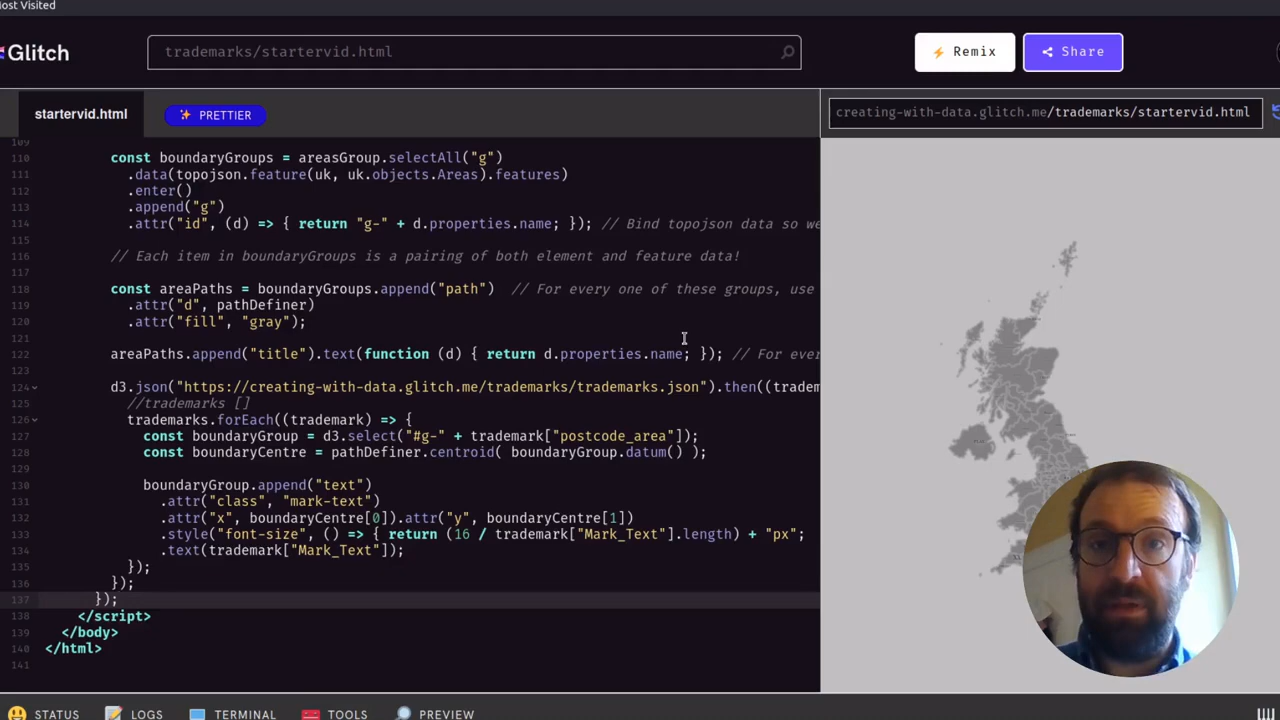 ost Visited
Glitch
trademarks/startervid.html
Remix
Share
startervid.html
PRETTIER
creating-with-data.glitch.me/trademarks/startervid.html
109
110 const boundaryGroups = areasGroup.selectAll("g")
111 .data(topojson.feature(uk, uk.objects.Areas).features)
112 .enter()
113 .append("g")
114 .attr("id", (d) => { return "g-" + d.properties.name; }); // Bind topojson data so we
115
116 // Each item in boundaryGroups is a pairing of both element and feature data!
117
118 const areaPaths = boundaryGroups.append("path") // For every one of these groups, use
119 .attr("d", pathDefiner)
120 .attr("fill", "gray");
121
122 areaPaths.append("title").text(function (d) { return d.properties.name; }); // For ever
123
124 d3.json("https://creating-with-data.glitch.me/trademarks/trademarks.json").then((tradem
125 //trademarks []
126 trademarks.forEach((trademark) => {
127 const boundaryGroup = d3.select("#g-" + trademark["postcode_area"]);
128 const boundaryCentre = pathDefiner.centroid( boundaryGroup.datum() );
129
130 boundaryGroup.append("text")
131 .attr("class", "mark-text")
132 .attr("x", boundaryCentre[0]).attr("y", boundaryCentre[1])
133 .style("font-size", () => { return (16 / trademark["Mark_Text"].length) + "px";
134 .text(trademark["Mark_Text"]);
135 });
136 });
137 });
138 </script>
139 </body>
140 </html>
141
STATUS
LOGS
TERMINAL
TOOLS
PREVIEW